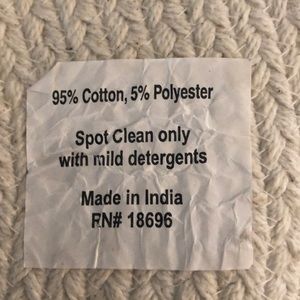 95% Cotton, 5% Polyester
Spot Clean only
with mild detergents
Made in India
RN# 18696